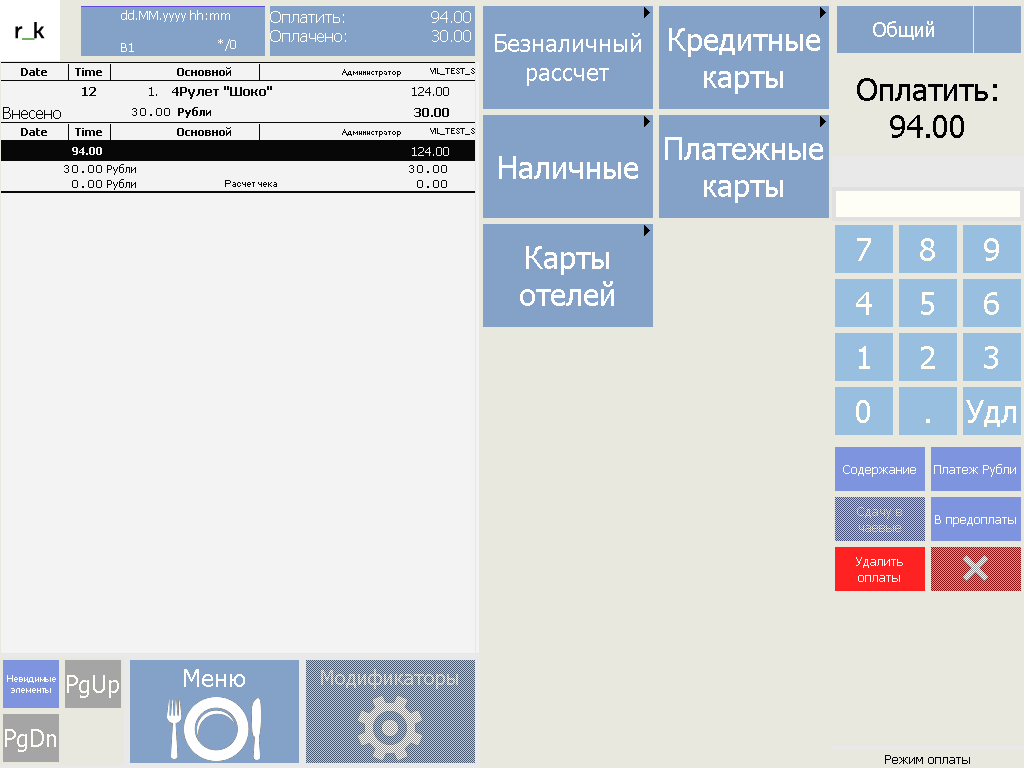 r_k
dd.MM.yyyy hh:mm
B1 */0
Оплатить: 94.00
Оплачено: 30.00
Date Time Основной Администратор VIL_TEST_S
12 1. 4Рулет "Шоко" 124.00
Внесено 30.00 Рубли 30.00
Date Time Основной Администратор VIL_TEST_S
94.00 124.00
30.00 Рубли 30.00
0.00 Рубли Расчет чека 0.00
Безналичный
рассчет
Кредитные
карты
Наличные
Платежные
карты
Карты
отелей
Общий
Оплатить:
94.00
7 8 9
4 5 6
1 2 3
0 . Удл
Содержание
Платеж Рубли
Сдачу в
чаевые
В предоплаты
Удалить
оплаты
Невидимые
элементы
PgUp
PgDn
Меню
Модификаторы
Режим оплаты